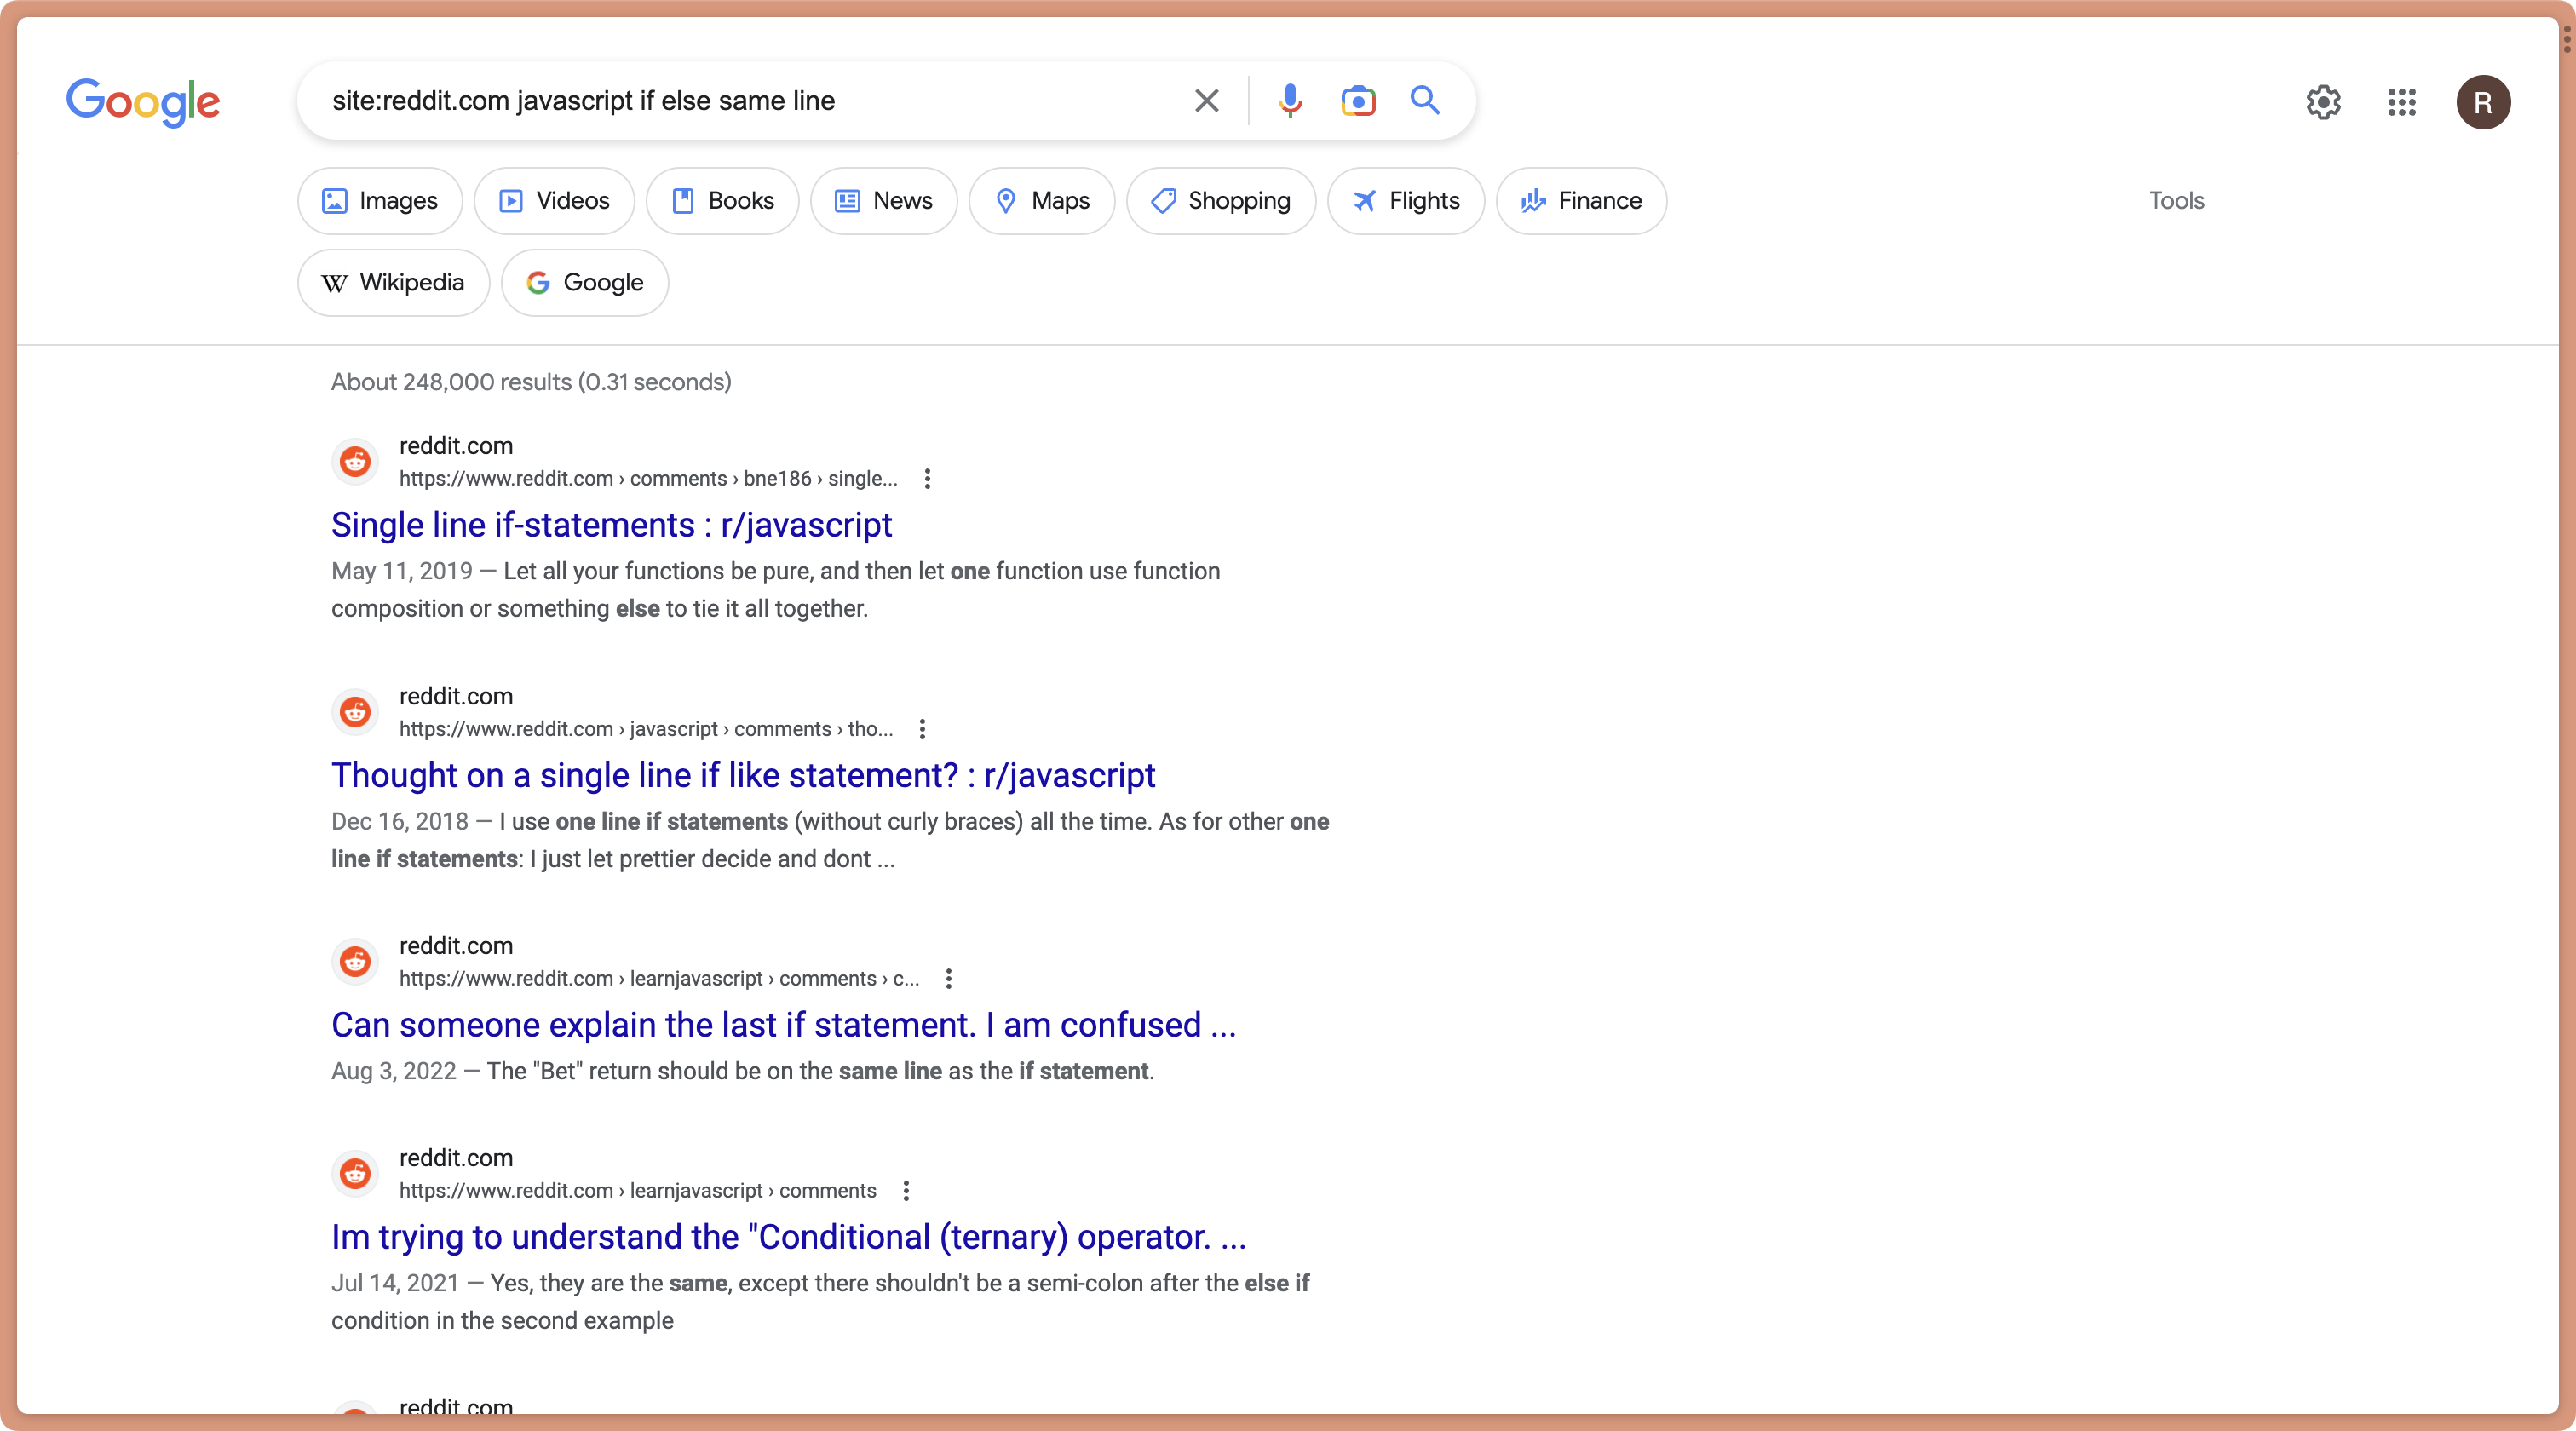 Google
site:reddit.com javascript if else same line
R
Images
Videos
Books
News
Maps
Shopping
Flights
Finance
Tools
W Wikipedia
G Google
About 248,000 results (0.31 seconds)
reddit.com
https://www.reddit.com › comments › bne186 › single...
Single line if-statements : r/javascript
May 11, 2019 — Let all your functions be pure, and then let one function use function
composition or something else to tie it all together.
reddit.com
https://www.reddit.com › javascript › comments › tho...
Thought on a single line if like statement? : r/javascript
Dec 16, 2018 — I use one line if statements (without curly braces) all the time. As for other one
line if statements: I just let prettier decide and dont ...
reddit.com
https://www.reddit.com › learnjavascript › comments › c...
Can someone explain the last if statement. I am confused ...
Aug 3, 2022 — The "Bet" return should be on the same line as the if statement.
reddit.com
https://www.reddit.com › learnjavascript › comments
Im trying to understand the "Conditional (ternary) operator. ...
Jul 14, 2021 — Yes, they are the same, except there shouldn't be a semi-colon after the else if
condition in the second example
reddit.com